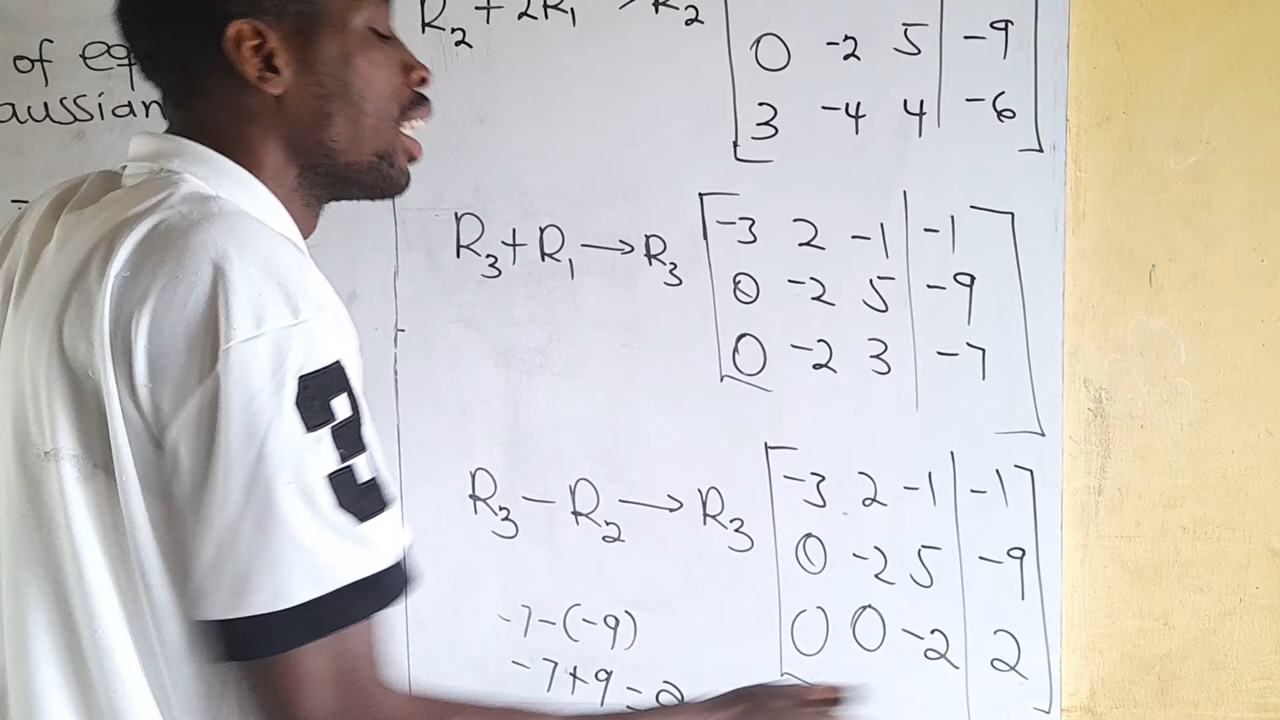 of eq
aussian
R2 + 2R1 → R2
0 -2 5 | -9
3 -4 4 | -6
R3 + R1 → R3
-3 2 -1 | -1
0 -2 5 | -9
0 -2 3 | -7
R3 - R2 → R3
-3 2 -1 | -1
0 -2 5 | -9
0 0 -2 | 2
-7-(-9)
-7+9=2
3